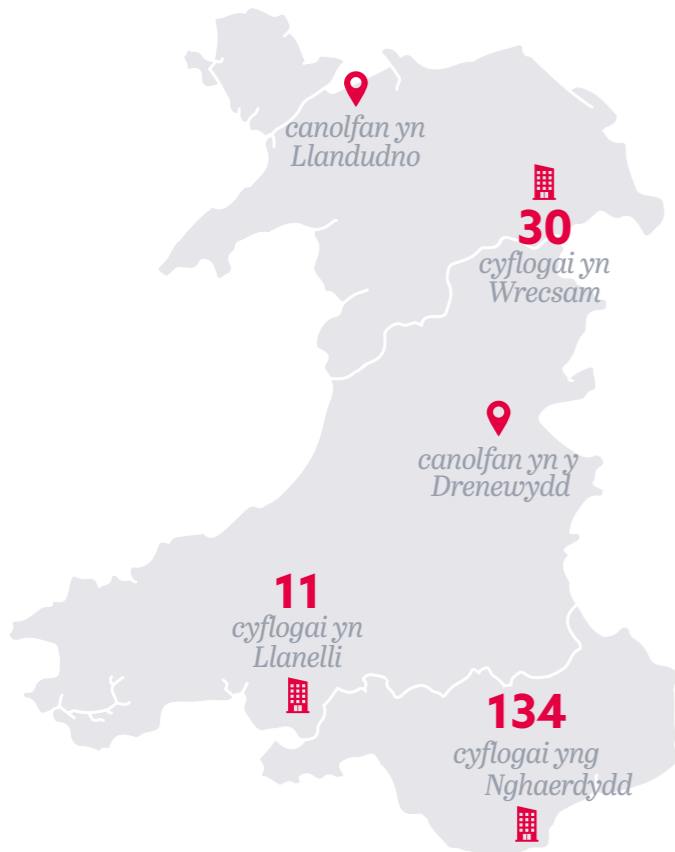 canolfan yn
Llandudno
30
cyflogai yn
Wrecsam
canolfan yn y
Drenewydd
11
cyflogai yn
Llanelli
134
cyflogai yng
Nghaerdydd